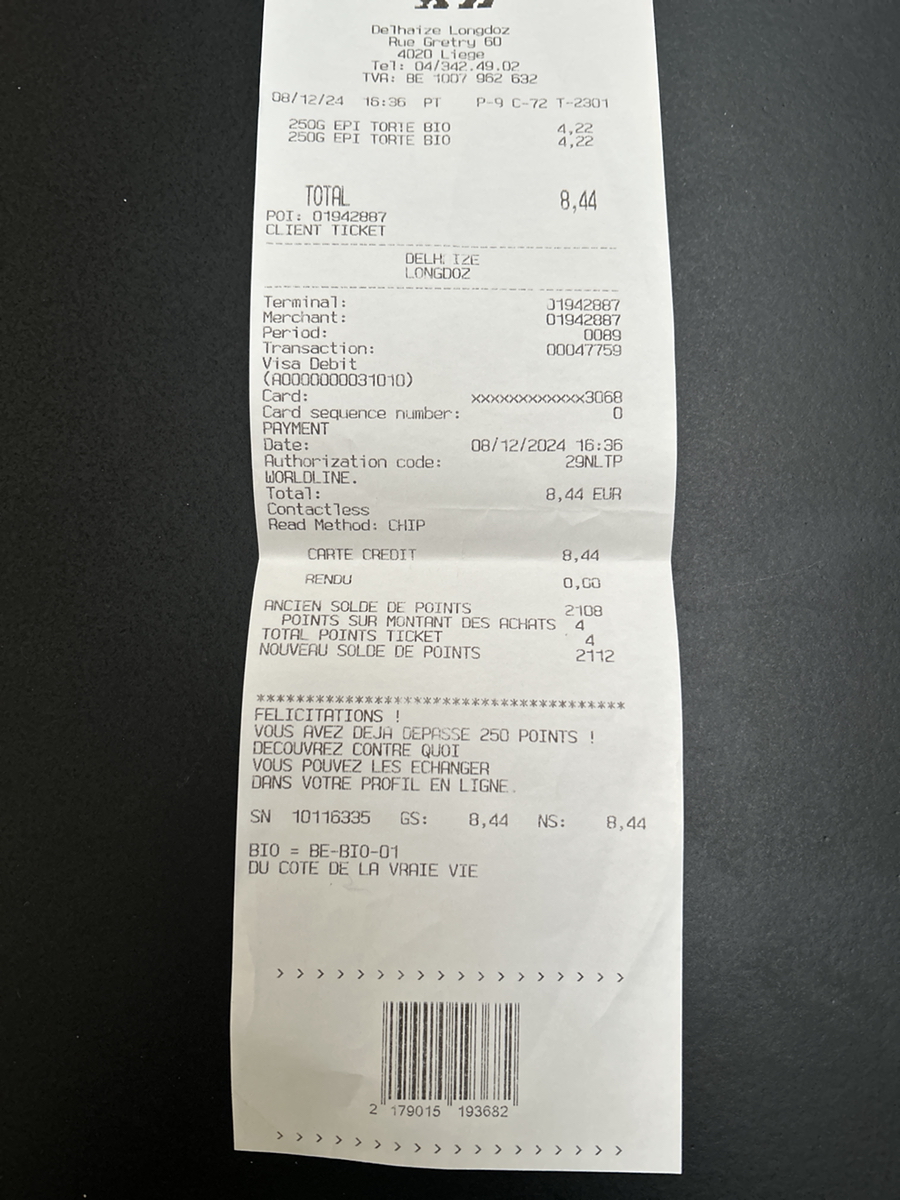 Delhaize Longdoz
Rue Gretry 60
4020 Liege
Tel: 04/342.49.02
TVA: BE 1007 962 632
08/12/24 16:36 PT P-9 C-72 T-2301
250G EPI TORTE BIO 4,22
250G EPI TORTE BIO 4,22
TOTAL 8,44
POI: 01942887
CLIENT TICKET
DELH IZE
LONGDOZ
Terminal: 01942887
Merchant: 01942887
Period: 0089
Transaction: 00047759
Visa Debit
(A0000000031010)
Card: xxxxxxxxxxxxx3068
Card sequence number: 0
PAYMENT
Date: 08/12/2024 16:36
Authorization code: 29NLTP
WORLDLINE.
Total: 8,44 EUR
Contactless
Read Method: CHIP
CARTE CREDIT 8,44
RENDU 0,00
ANCIEN SOLDE DE POINTS 2108
POINTS SUR MONTANT DES ACHATS 4
TOTAL POINTS TICKET 4
NOUVEAU SOLDE DE POINTS 2112
*************************************
FELICITATIONS !
VOUS AVEZ DEJA DEPASSE 250 POINTS !
DECOUVREZ CONTRE QUOI
VOUS POUVEZ LES ECHANGER
DANS VOTRE PROFIL EN LIGNE.
SN 10116335 GS: 8,44 NS: 8,44
BIO = BE-BIO-01
DU COTE DE LA VRAIE VIE
> > > > > > > > > > > > > > > > > >
2 179015 193682
> > > > > > > > > > > > > > > > > >